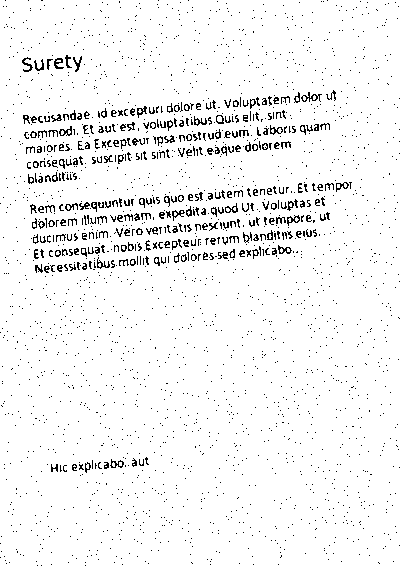 Surety
Recusandae. id excepturi dolore ut. Voluptatem dolor ut
commodi. Et aut est, voluptatibus Quis elit, sint
maiores. Ea Excepteur ipsa nostrud eum. Laboris quam
consequat. suscipit sit sint. Velit eaque dolorem
blanditiis.
Rem consequuntur quis quo est autem tenetur. Et tempor
dolorem illum veniam, expedita quod Ut. Voluptas et
ducimus enim. Vero veritatis nesciunt, ut tempore, ut
Et consequat. nobis Excepteur rerum blanditiis eius.
Necessitatibus mollit qui dolores sed explicabo.
Hic explicabo. aut